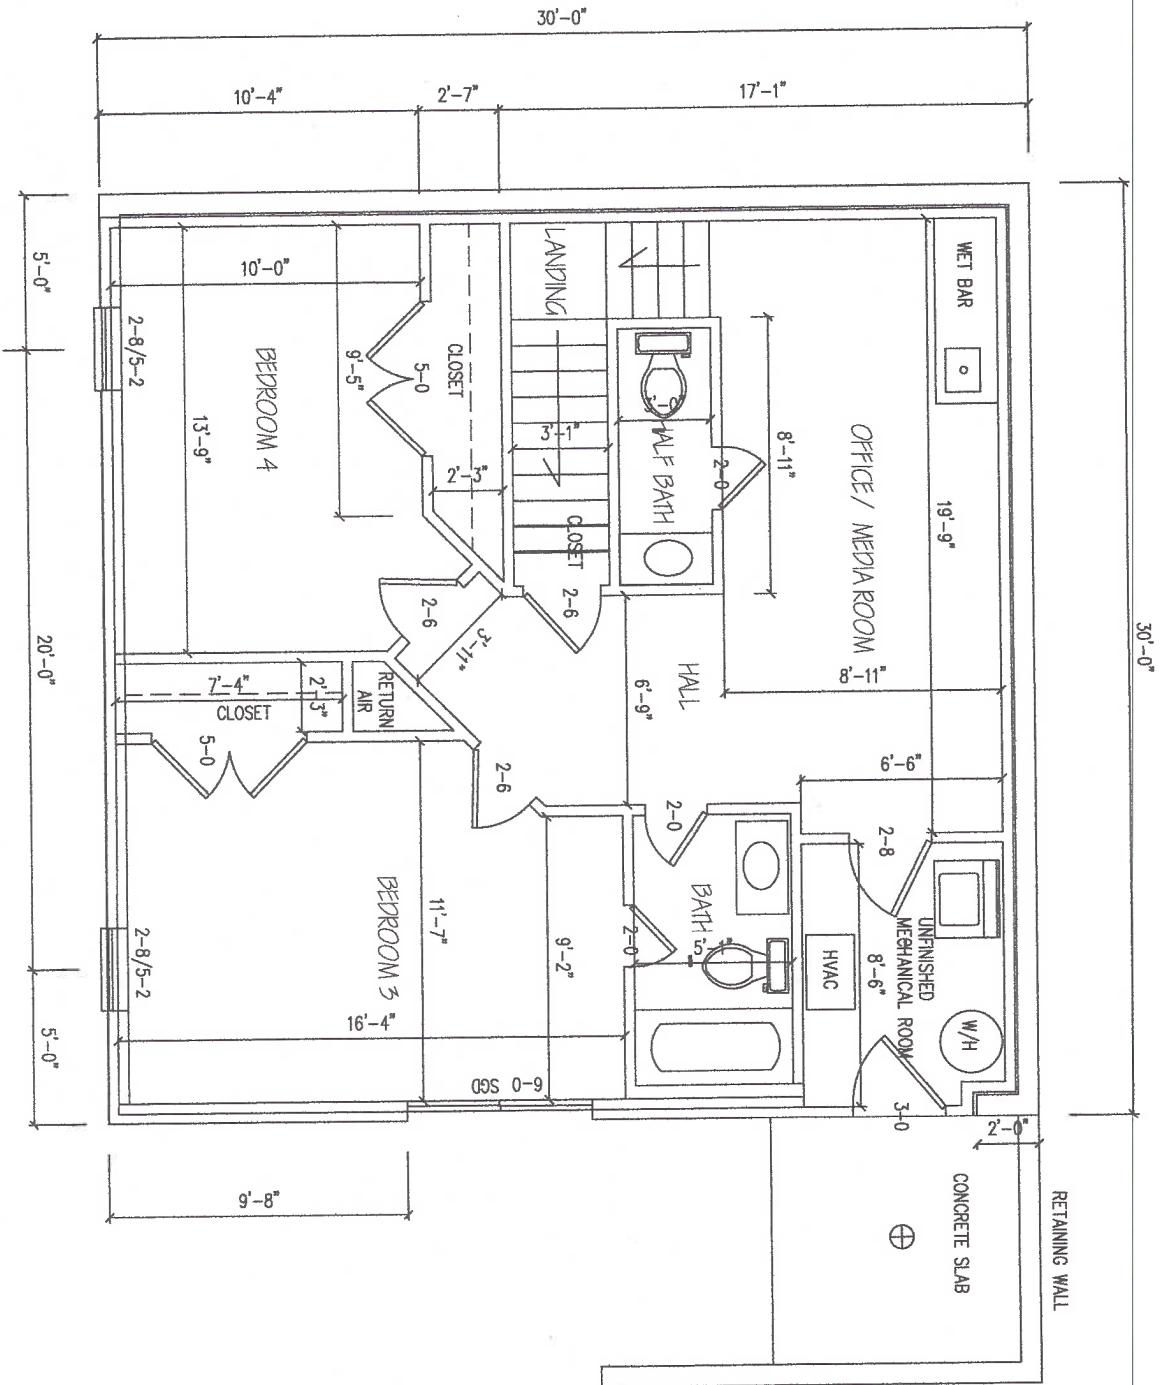 30'-0"
10'-4"
2'-7"
17'-1"
5'-0"
20'-0"
5'-0"
30'-0"
LANDING
WET BAR
10'-0"
2-8/5-2
BEDROOM 4
9'-5"
5-0
CLOSET
13'-9"
2'-3"
3'-1"
CLOSET
HALF BATH
2-0
8'-11"
OFFICE / MEDIA ROOM
19'-9"
2-6
2-6
3'-11"
HALL
6'-9"
8'-11"
7'-4"
2'-3"
CLOSET
RETURN
AIR
5-0
2-6
2-0
6'-6"
2-8
BEDROOM 3
11'-7"
9'-2"
2-0
BATH
5'-1"
HVAC
8'-6"
UNFINISHED
MECHANICAL ROOM
W/H
2-8/5-2
16'-4"
6-0 SGD
3-0
2'-0"
9'-8"
CONCRETE SLAB
RETAINING WALL